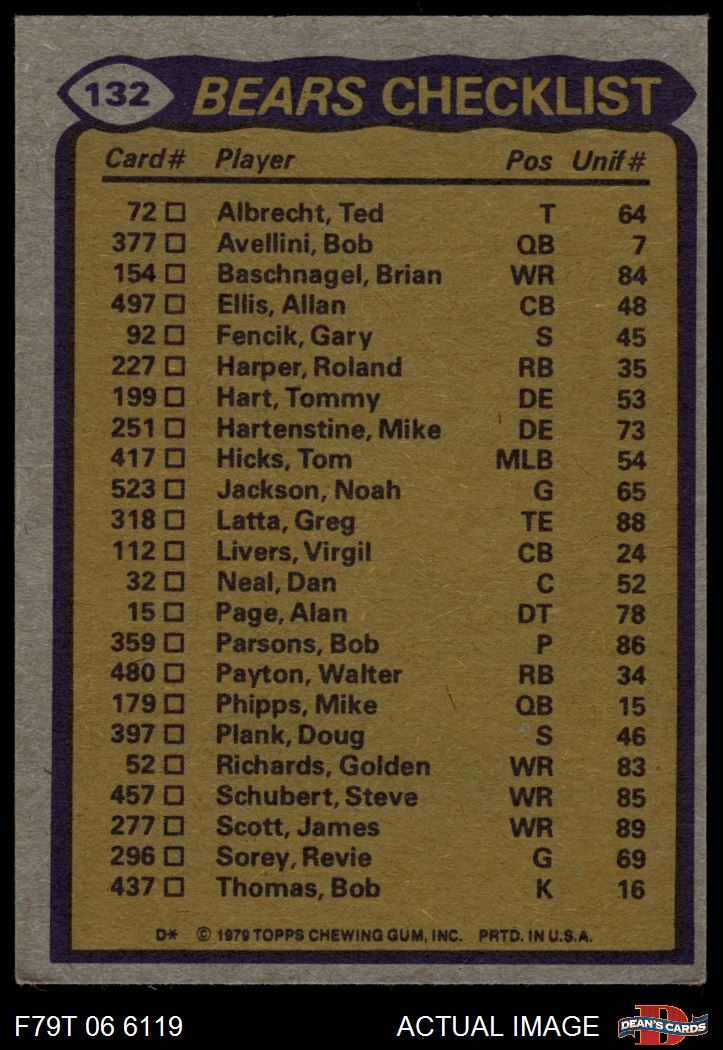 132 BEARS CHECKLIST
Card# Player Pos Unif#
72 □ Albrecht, Ted T 64
377 □ Avellini, Bob QB 7
154 □ Baschnagel, Brian WR 84
497 □ Ellis, Allan CB 48
92 □ Fencik, Gary S 45
227 □ Harper, Roland RB 35
199 □ Hart, Tommy DE 53
251 □ Hartenstine, Mike DE 73
417 □ Hicks, Tom MLB 54
523 □ Jackson, Noah G 65
318 □ Latta, Greg TE 88
112 □ Livers, Virgil CB 24
32 □ Neal, Dan C 52
15 □ Page, Alan DT 78
359 □ Parsons, Bob P 86
480 □ Payton, Walter RB 34
179 □ Phipps, Mike QB 15
397 □ Plank, Doug S 46
52 □ Richards, Golden WR 83
457 □ Schubert, Steve WR 85
277 □ Scott, James WR 89
296 □ Sorey, Revie G 69
437 □ Thomas, Bob K 16
D* © 1979 TOPPS CHEWING GUM, INC. PRTD. IN U.S.A.
F79T 06 6119 ACTUAL IMAGE D DEAN'S CARDS